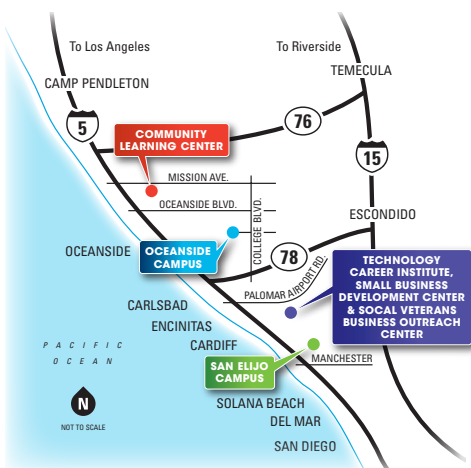 To Los Angeles
To Riverside
TEMECULA
CAMP PENDLETON
5
76
15
COMMUNITY
LEARNING CENTER
MISSION AVE.
OCEANSIDE BLVD.
COLLEGE BLVD.
ESCONDIDO
OCEANSIDE
OCEANSIDE
CAMPUS
78
PALOMAR AIRPORT RD.
TECHNOLOGY
CAREER INSTITUTE,
SMALL BUSINESS
DEVELOPMENT CENTER
& SOCAL VETERANS
BUSINESS OUTREACH
CENTER
CARLSBAD
ENCINITAS
CARDIFF
PACIFIC
OCEAN
MANCHESTER
SAN ELIJO
CAMPUS
N
NOT TO SCALE
SOLANA BEACH
DEL MAR
SAN DIEGO